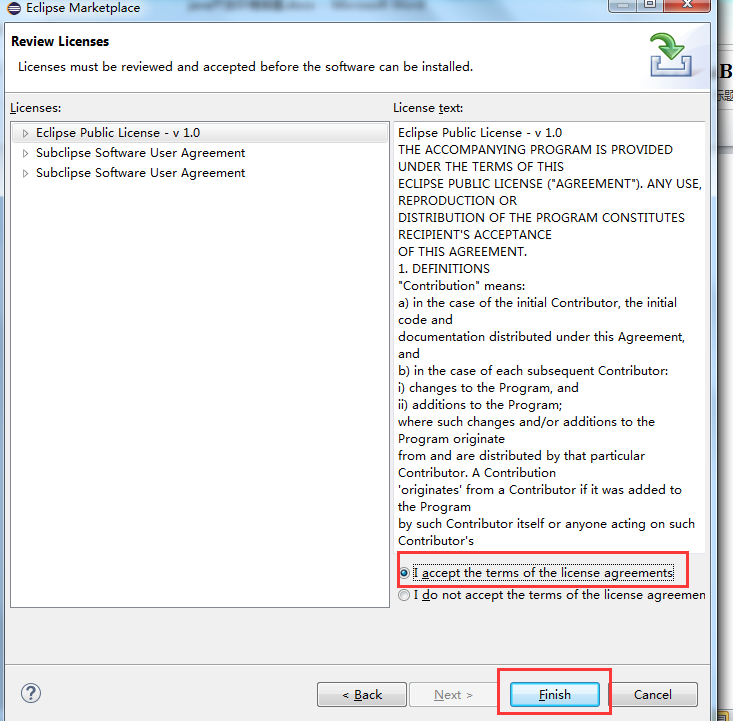 Eclipse Marketplace
Review Licenses
Licenses must be reviewed and accepted before the software can be installed.
Licenses:
Eclipse Public License - v 1.0
Subclipse Software User Agreement
Subclipse Software User Agreement
License text:
Eclipse Public License - v 1.0
THE ACCOMPANYING PROGRAM IS PROVIDED
UNDER THE TERMS OF THIS
ECLIPSE PUBLIC LICENSE ("AGREEMENT"). ANY USE,
REPRODUCTION OR
DISTRIBUTION OF THE PROGRAM CONSTITUTES
RECIPIENT'S ACCEPTANCE
OF THIS AGREEMENT.
1. DEFINITIONS
"Contribution" means:
a) in the case of the initial Contributor, the initial
code and
documentation distributed under this Agreement,
and
b) in the case of each subsequent Contributor:
i) changes to the Program, and
ii) additions to the Program;
where such changes and/or additions to the
Program originate
from and are distributed by that particular
Contributor. A Contribution
'originates' from a Contributor if it was added to
the Program
by such Contributor itself or anyone acting on such
Contributor's
I accept the terms of the license agreements
I do not accept the terms of the license agreemen
< Back
Next >
Finish
Cancel
B
标题